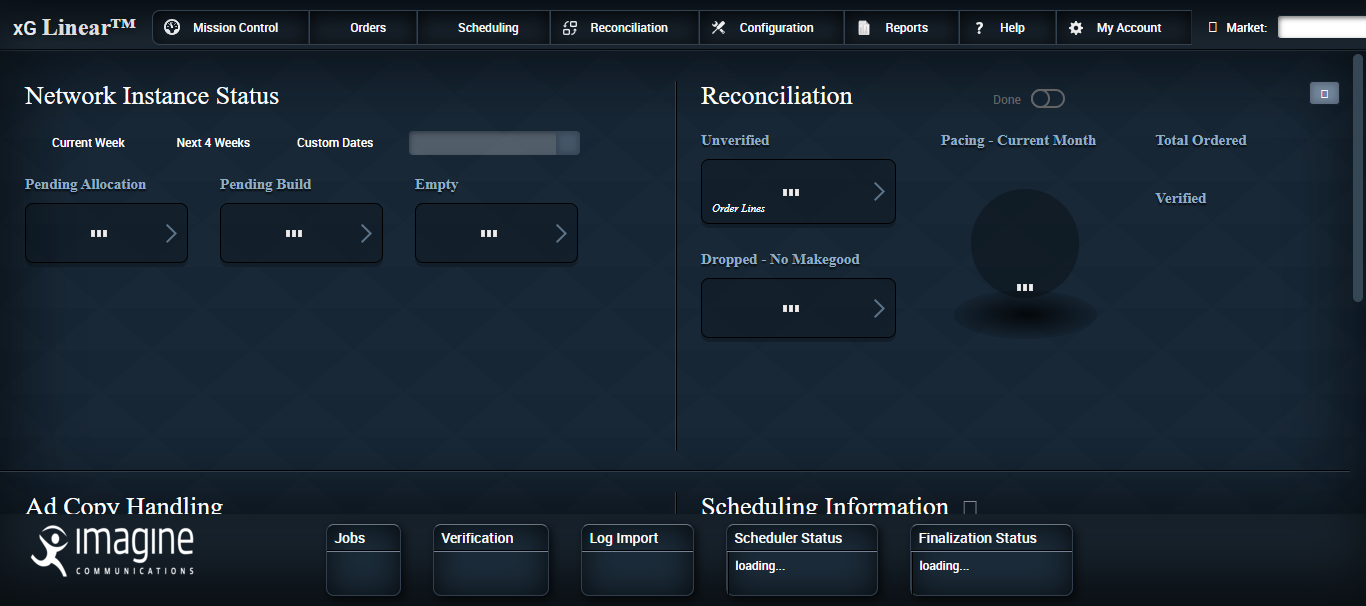 xG Linear™
Mission Control
Orders
Scheduling
Reconciliation
Configuration
Reports
? Help
My Account
Market:
Network Instance Status
Current Week
Next 4 Weeks
Custom Dates
Pending Allocation
Pending Build
Empty
Reconciliation
Done
Unverified
Order Lines
Dropped - No Makegood
Pacing - Current Month
Total Ordered
Verified
Ad Copy Handling
Scheduling Information
imagine
COMMUNICATIONS
Jobs
Verification
Log Import
Scheduler Status
loading...
Finalization Status
loading...